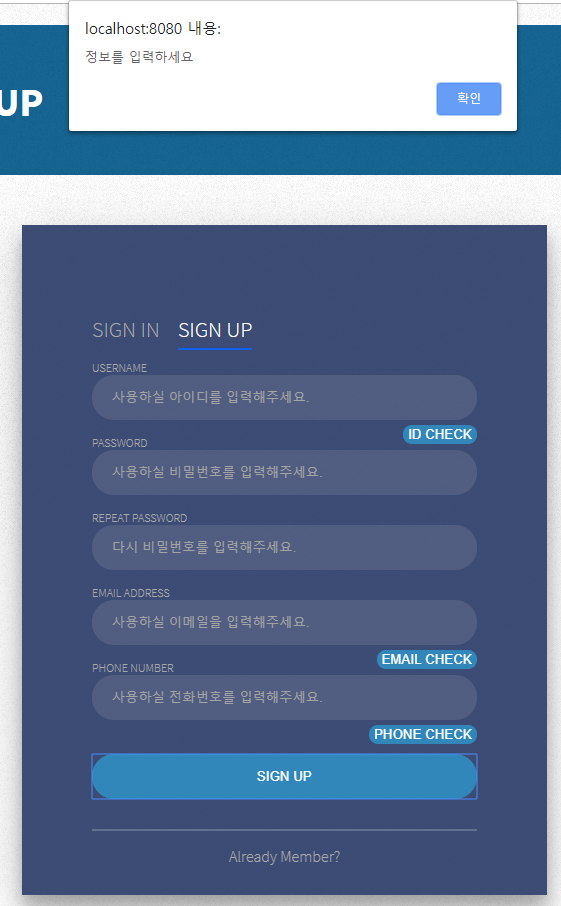 localhost:8080 내용:
정보를 입력하세요
확인
UP
SIGN IN SIGN UP
USERNAME
사용하실 아이디를 입력해주세요.
ID CHECK
PASSWORD
사용하실 비밀번호를 입력해주세요.
REPEAT PASSWORD
다시 비밀번호를 입력해주세요.
EMAIL ADDRESS
사용하실 이메일을 입력해주세요.
EMAIL CHECK
PHONE NUMBER
사용하실 전화번호를 입력해주세요.
PHONE CHECK
SIGN UP
Already Member?